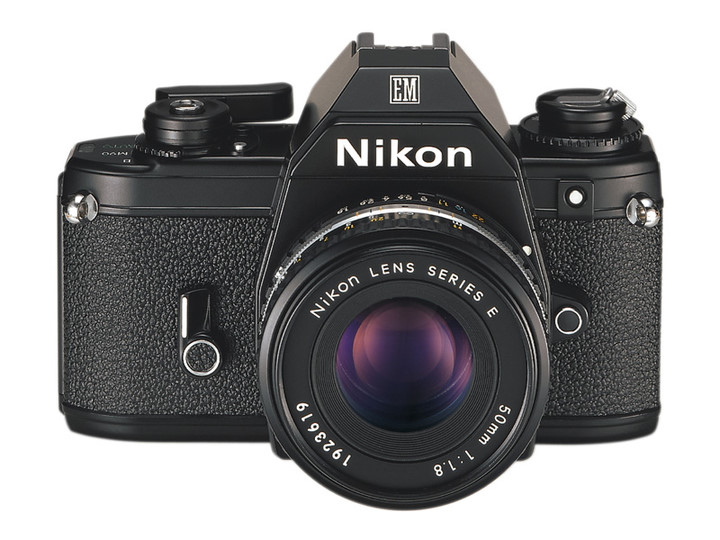 EM
Nikon
Nikon LENS SERIES E
50mm 1:1.8
1923619